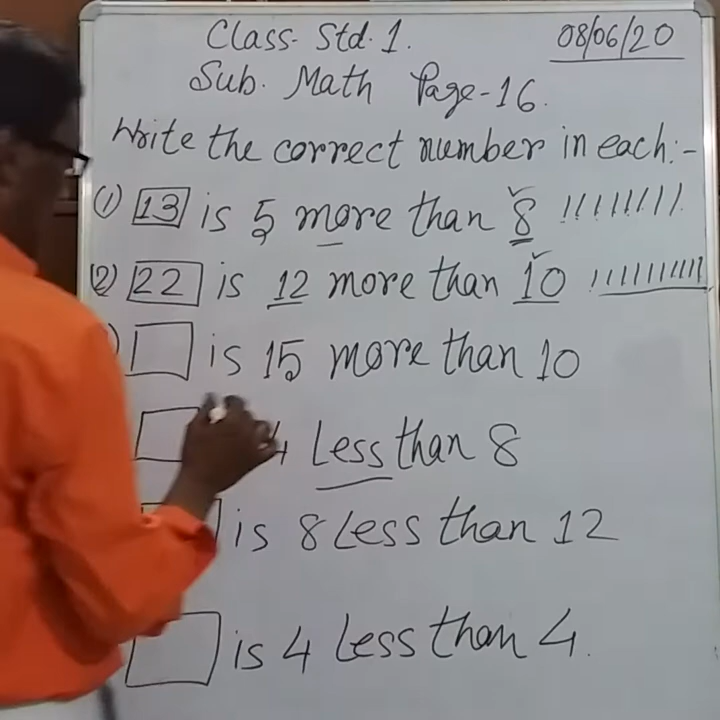 Class- Std. 1.
08/06/20
Sub. Math Page-16.
Write the correct number in each:-
(1) 13 is 5 more than 8 ////////
(2) 22 is 12 more than 10 //////////
) is 15 more than 10
4 Less than 8
is 8 Less than 12
is 4 Less than 4.